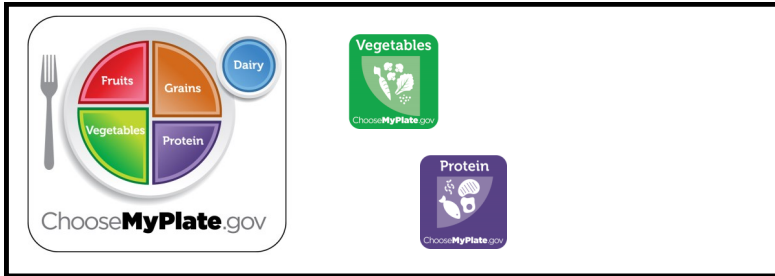 Dairy
Fruits
Grains
Vegetables
Protein
ChooseMyPlate.gov
Vegetables
ChooseMyPlate.gov
Protein
ChooseMyPlate.gov